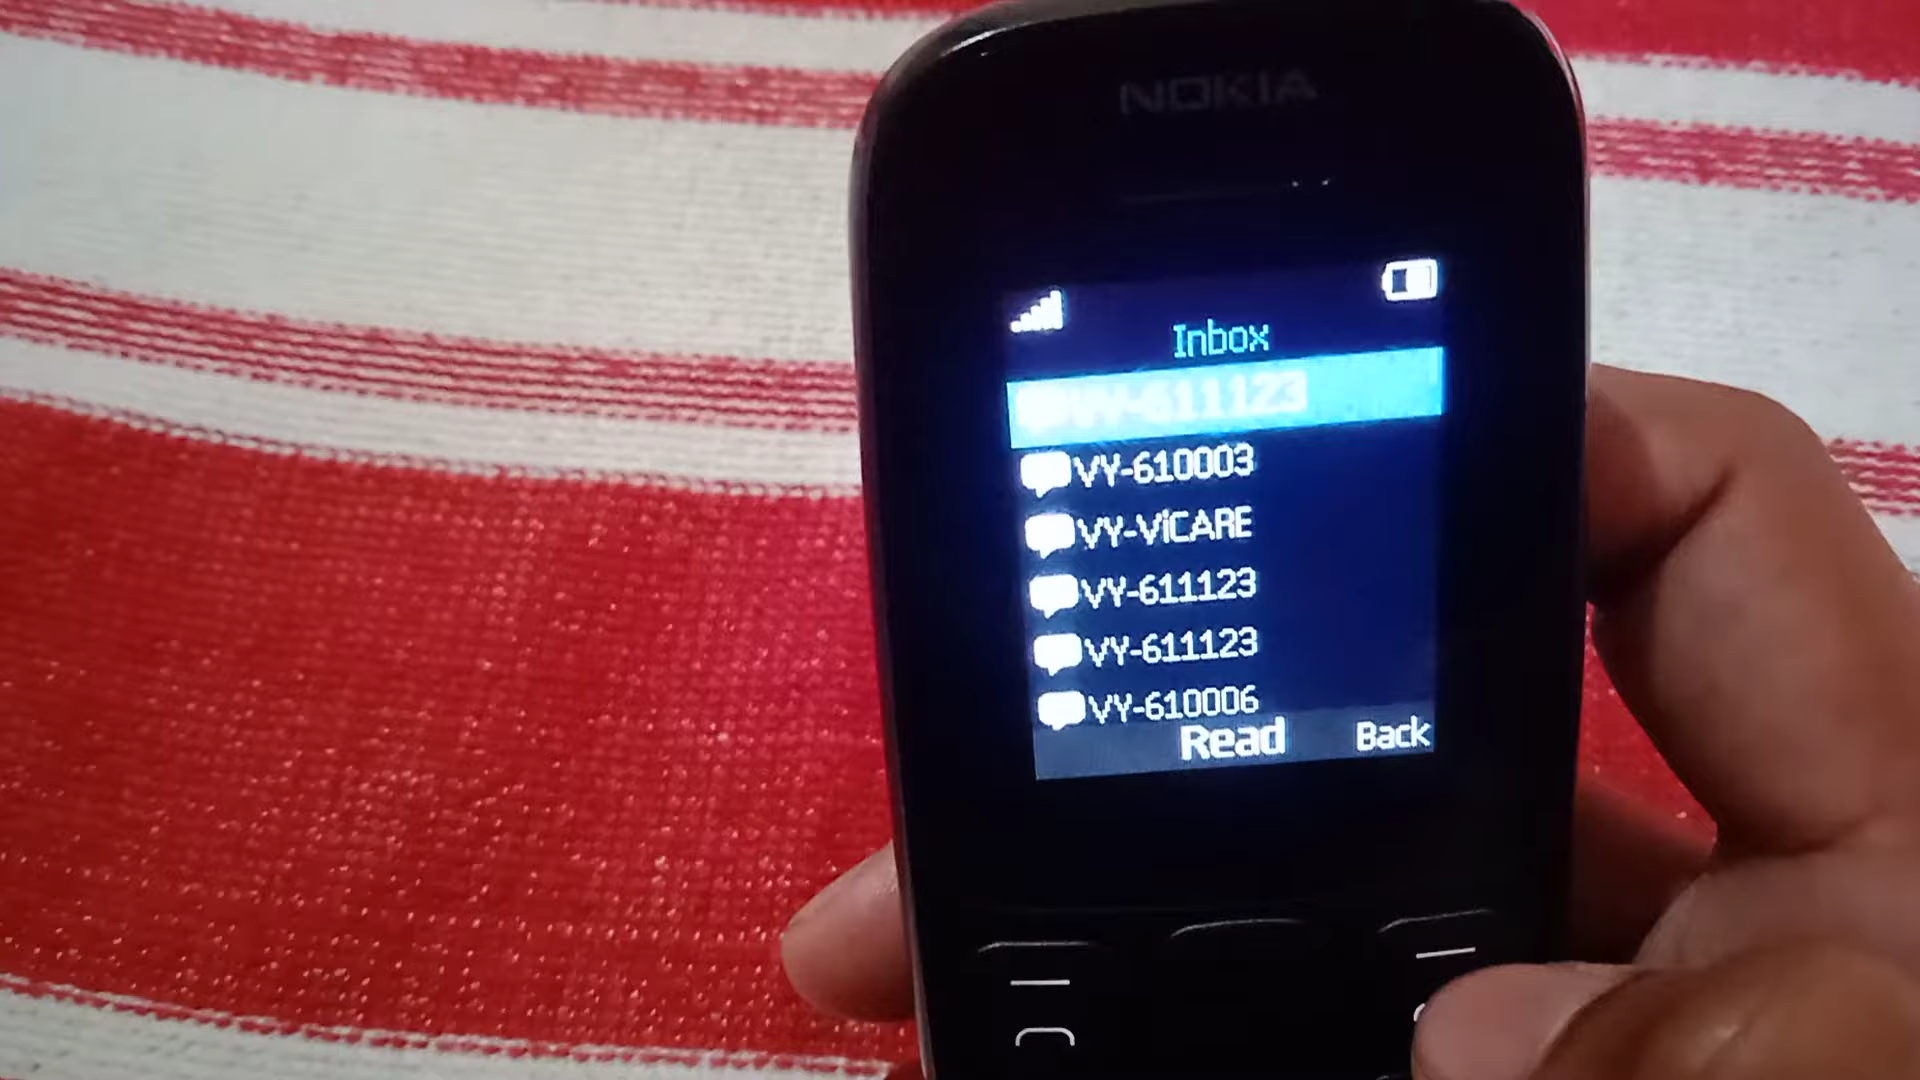 NOKIA
Inbox
VY-611123
VY-610003
VY-ViCARE
VY-611123
VY-611123
VY-610006
Read Back